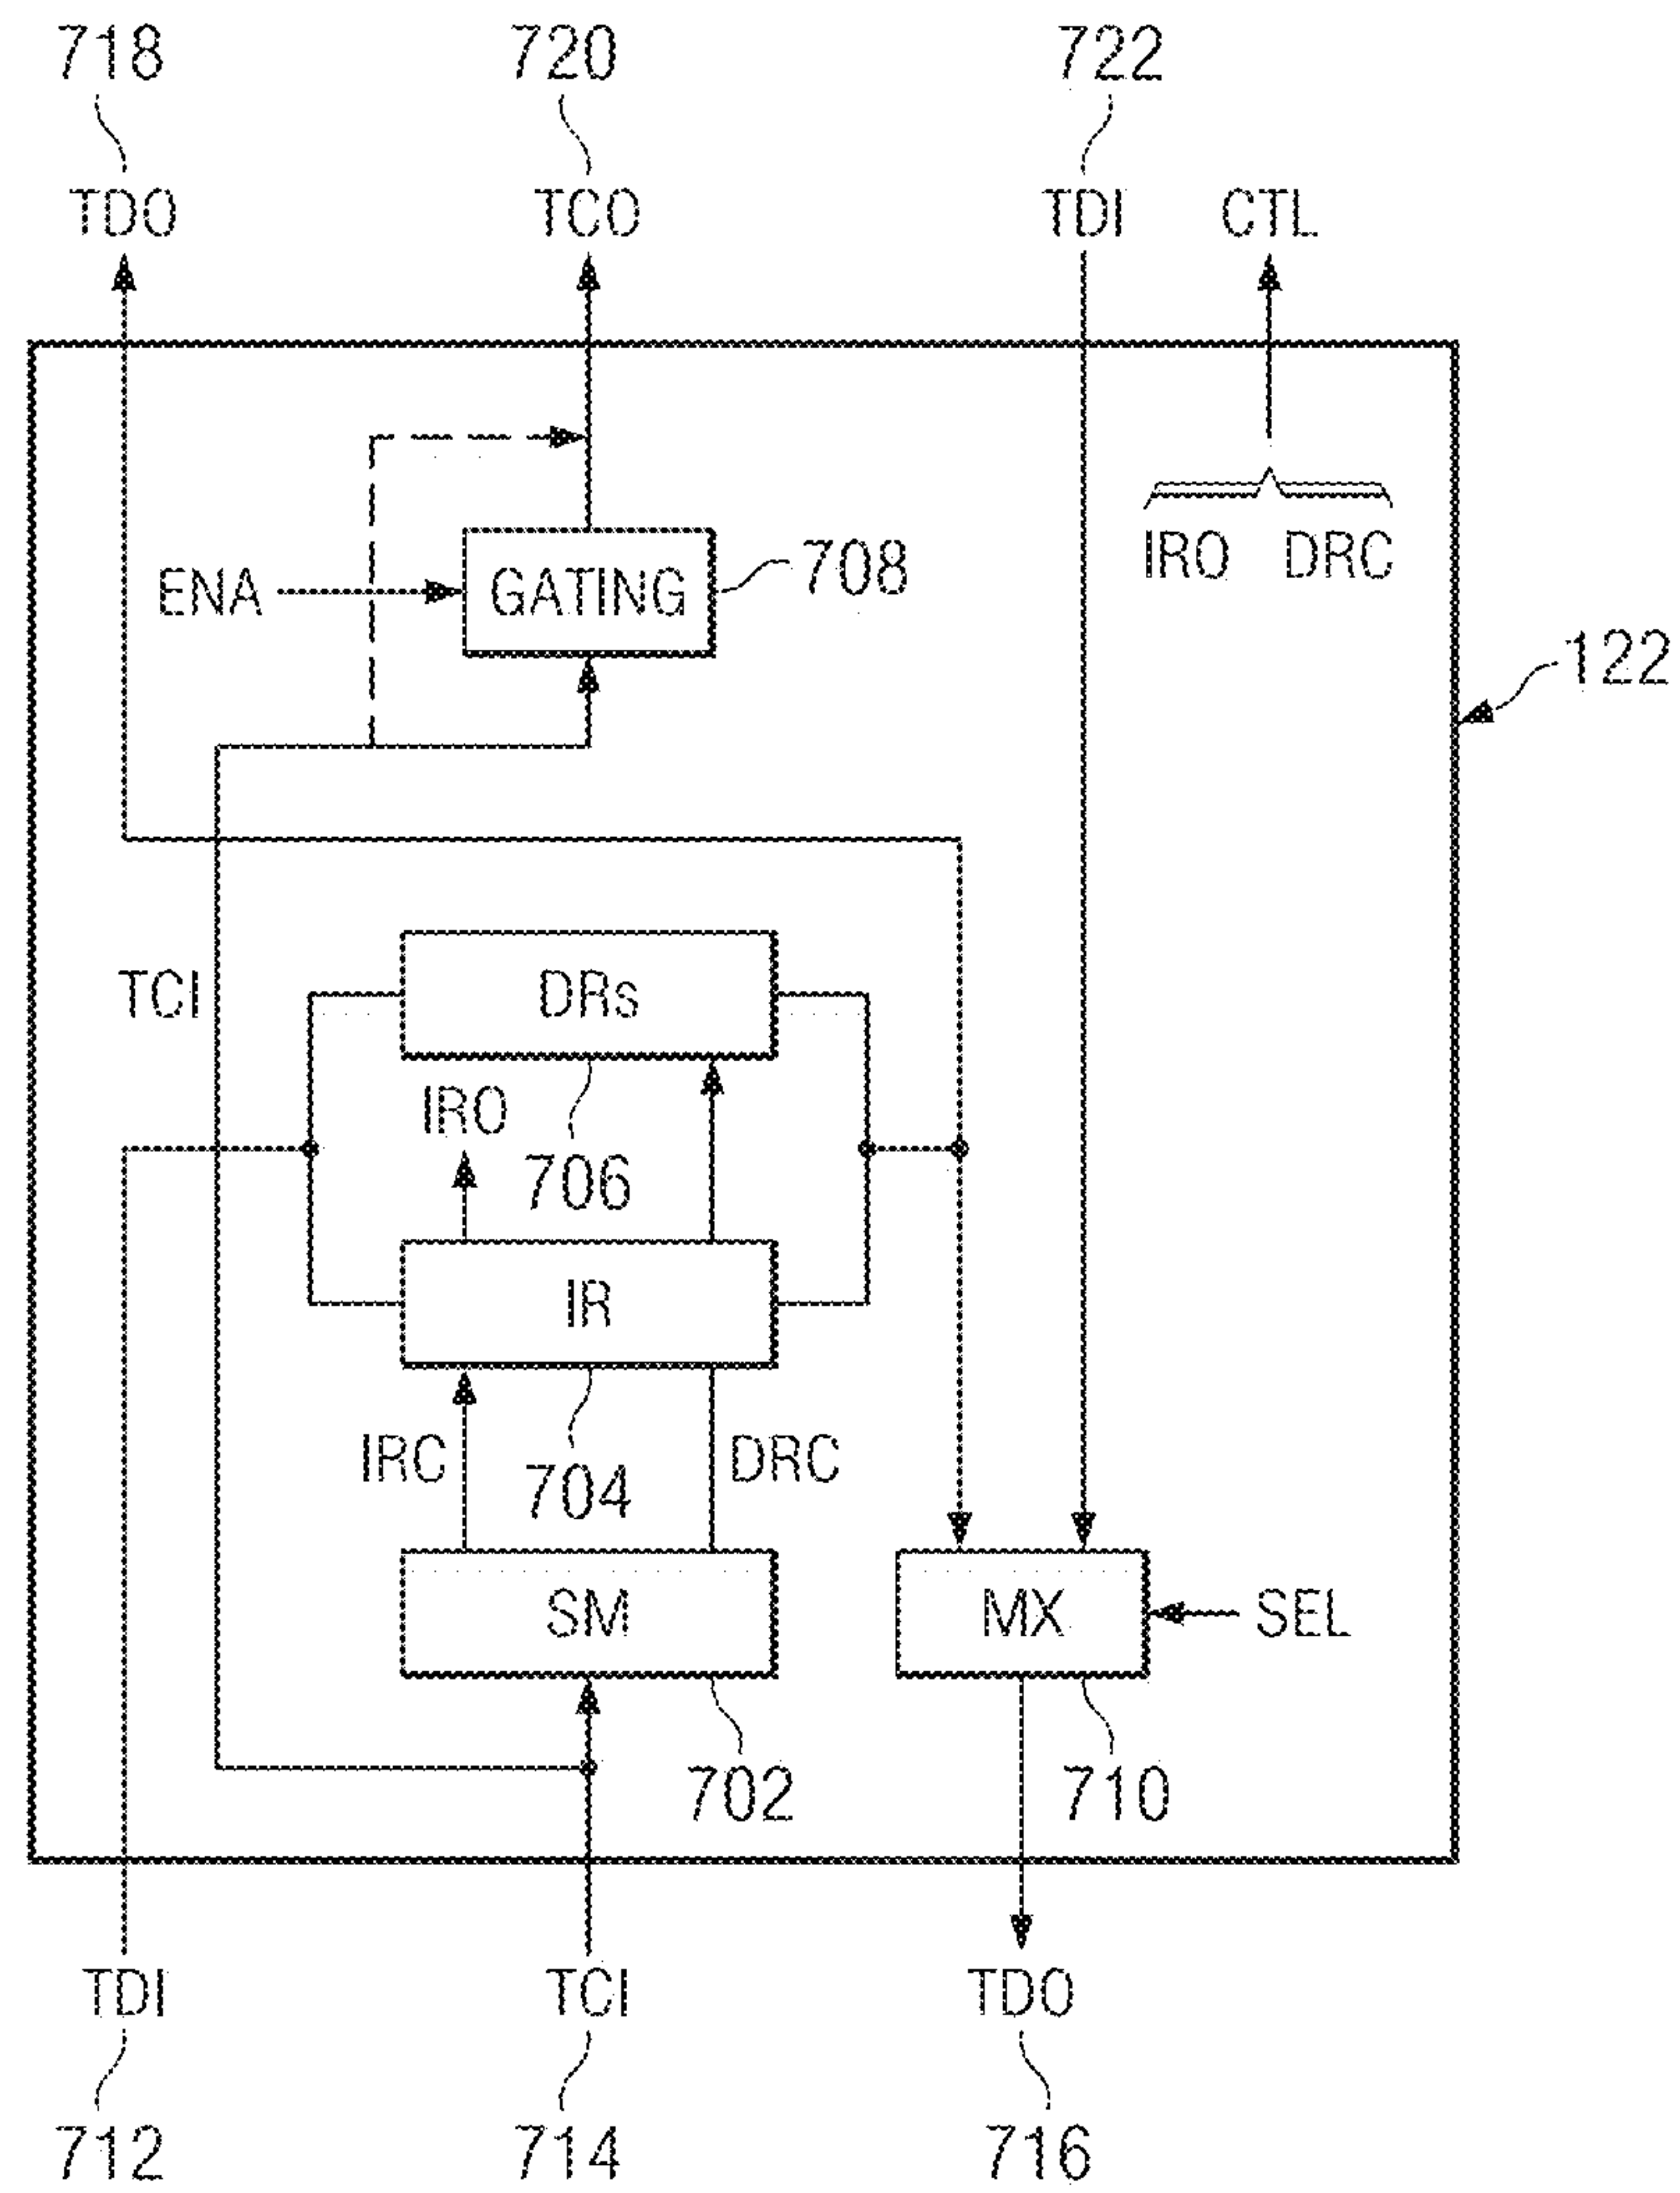 718 720 722
TDO TCO TDI CTL
IRO DRC
ENA GATING 708
122
TCI DRs
IRO
706
IR
IRC 704 DRC
SM MX SEL
702 710
TDI TCI TDO
712 714 716